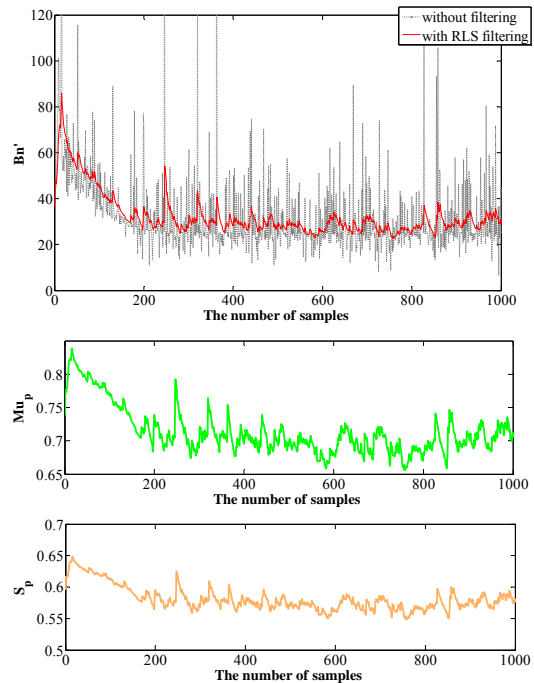 without filtering
with RLS filtering
120
100
80
60
40
20
0
Bn'
0 200 400 600 800 1000
The number of samples
0.8
0.75
0.7
0.65
Mu_p
0 200 400 600 800 1000
The number of samples
0.7
0.65
0.6
0.55
0.5
S_p
0 200 400 600 800 1000
The number of samples